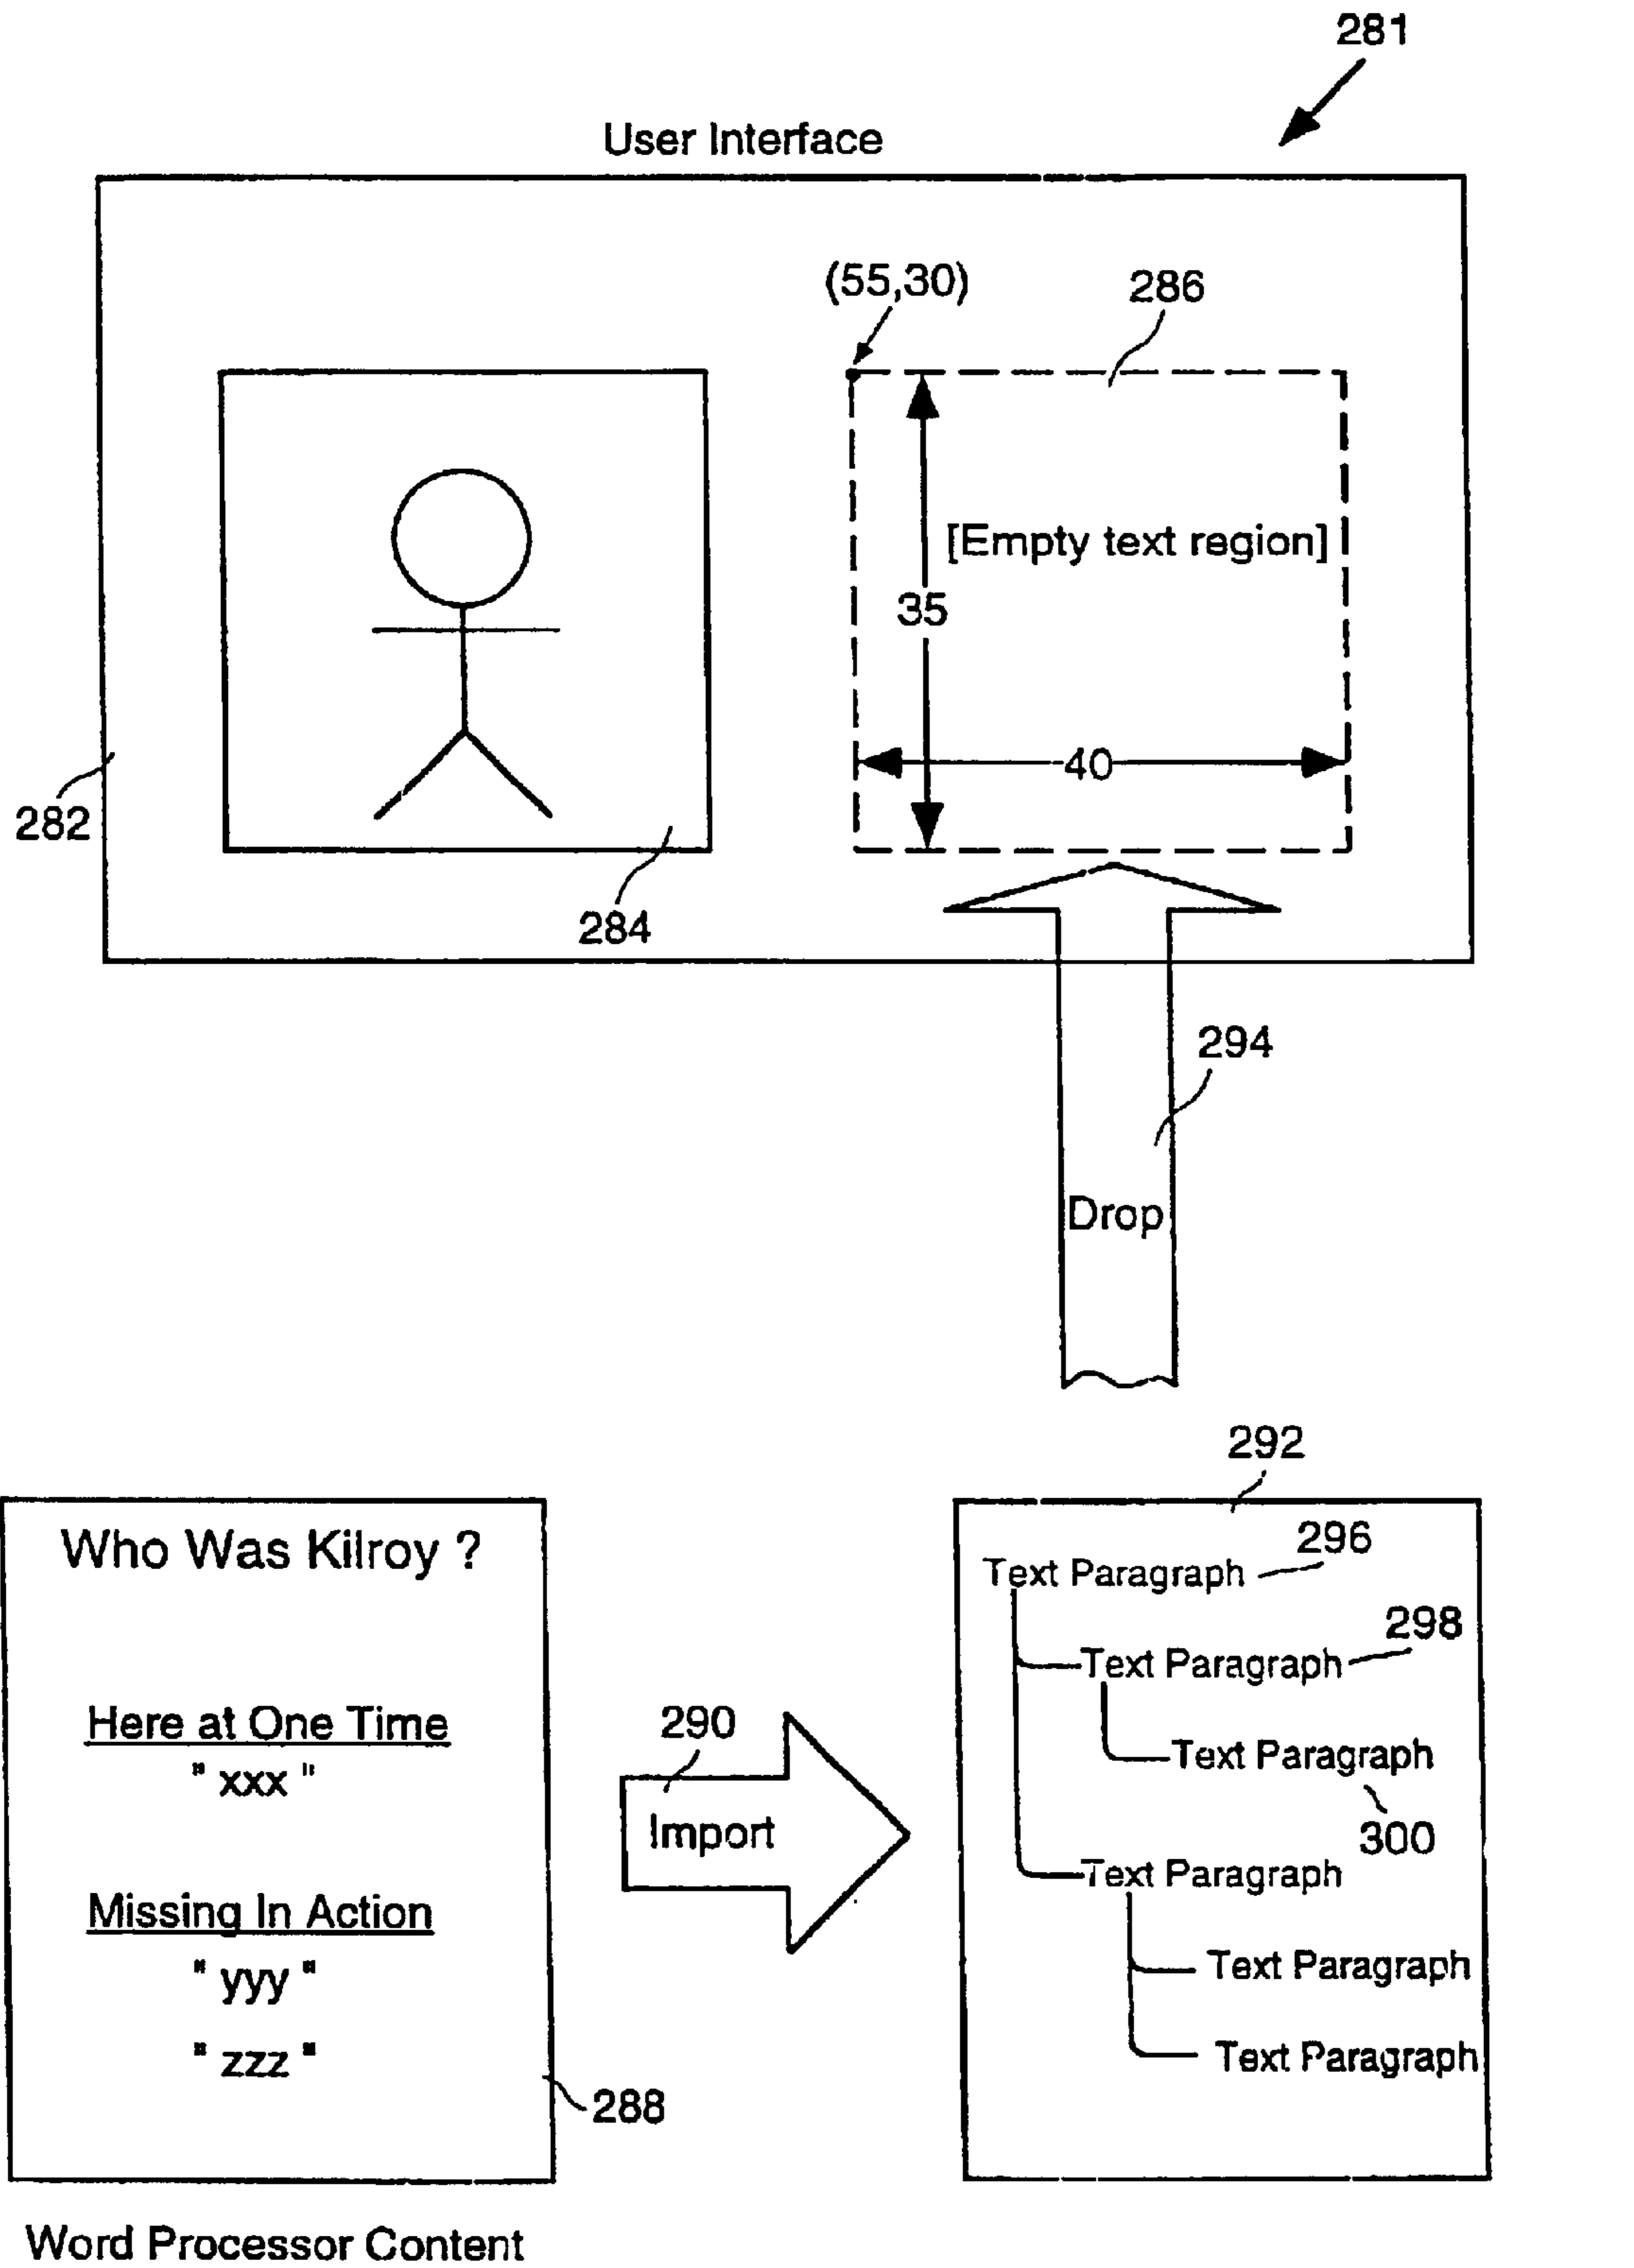 281
User Interface
(55,30)
286
[Empty text region]
35
40
282
284
294
Drop
292
Who Was Kilroy ?
296
Text Paragraph
298
Text Paragraph
Here at One Time
" xxx "
290
Text Paragraph
Import
300
Text Paragraph
Missing In Action
" yyy "
Text Paragraph
" zzz "
Text Paragraph
288
Word Processor Content